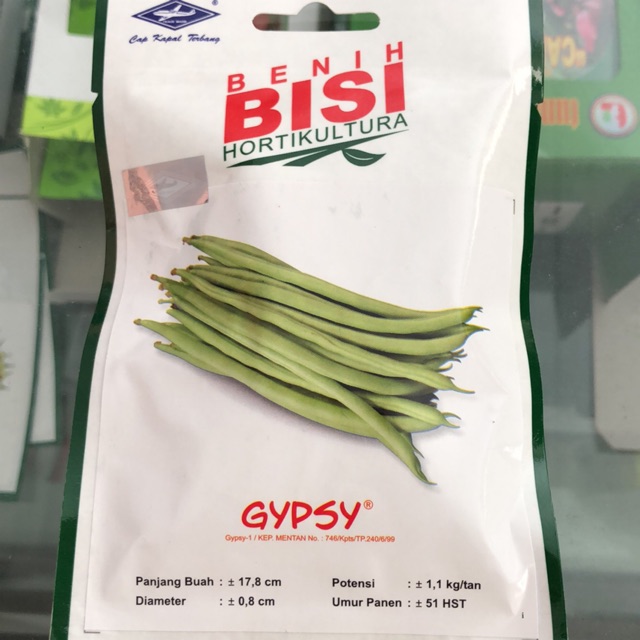 Cap Kapal Terbang
BENIH
BISI
HORTIKULTURA
GYPSY®
Gypsy-1 / KEP. MENTAN No. : 746/Kpts/TP.240/6/99
Panjang Buah : ± 17,8 cm
Diameter : ± 0,8 cm
Potensi : ± 1,1 kg/tan
Umur Panen : ± 51 HST